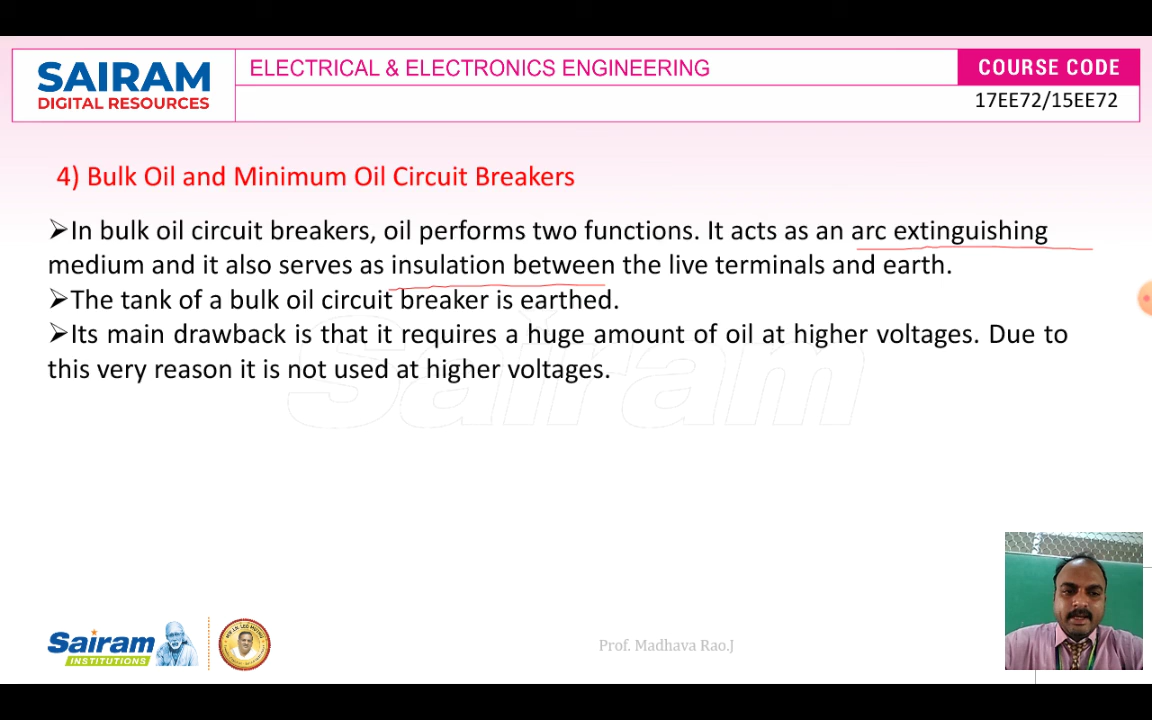 SAIRAM
DIGITAL RESOURCES
ELECTRICAL & ELECTRONICS ENGINEERING
COURSE CODE
17EE72/15EE72
4) Bulk Oil and Minimum Oil Circuit Breakers
➢In bulk oil circuit breakers, oil performs two functions. It acts as an arc extinguishing
medium and it also serves as insulation between the live terminals and earth.
➢The tank of a bulk oil circuit breaker is earthed.
➢Its main drawback is that it requires a huge amount of oil at higher voltages. Due to
this very reason it is not used at higher voltages.
Sairam
Sairam
INSTITUTIONS
Prof. Madhava Rao.J